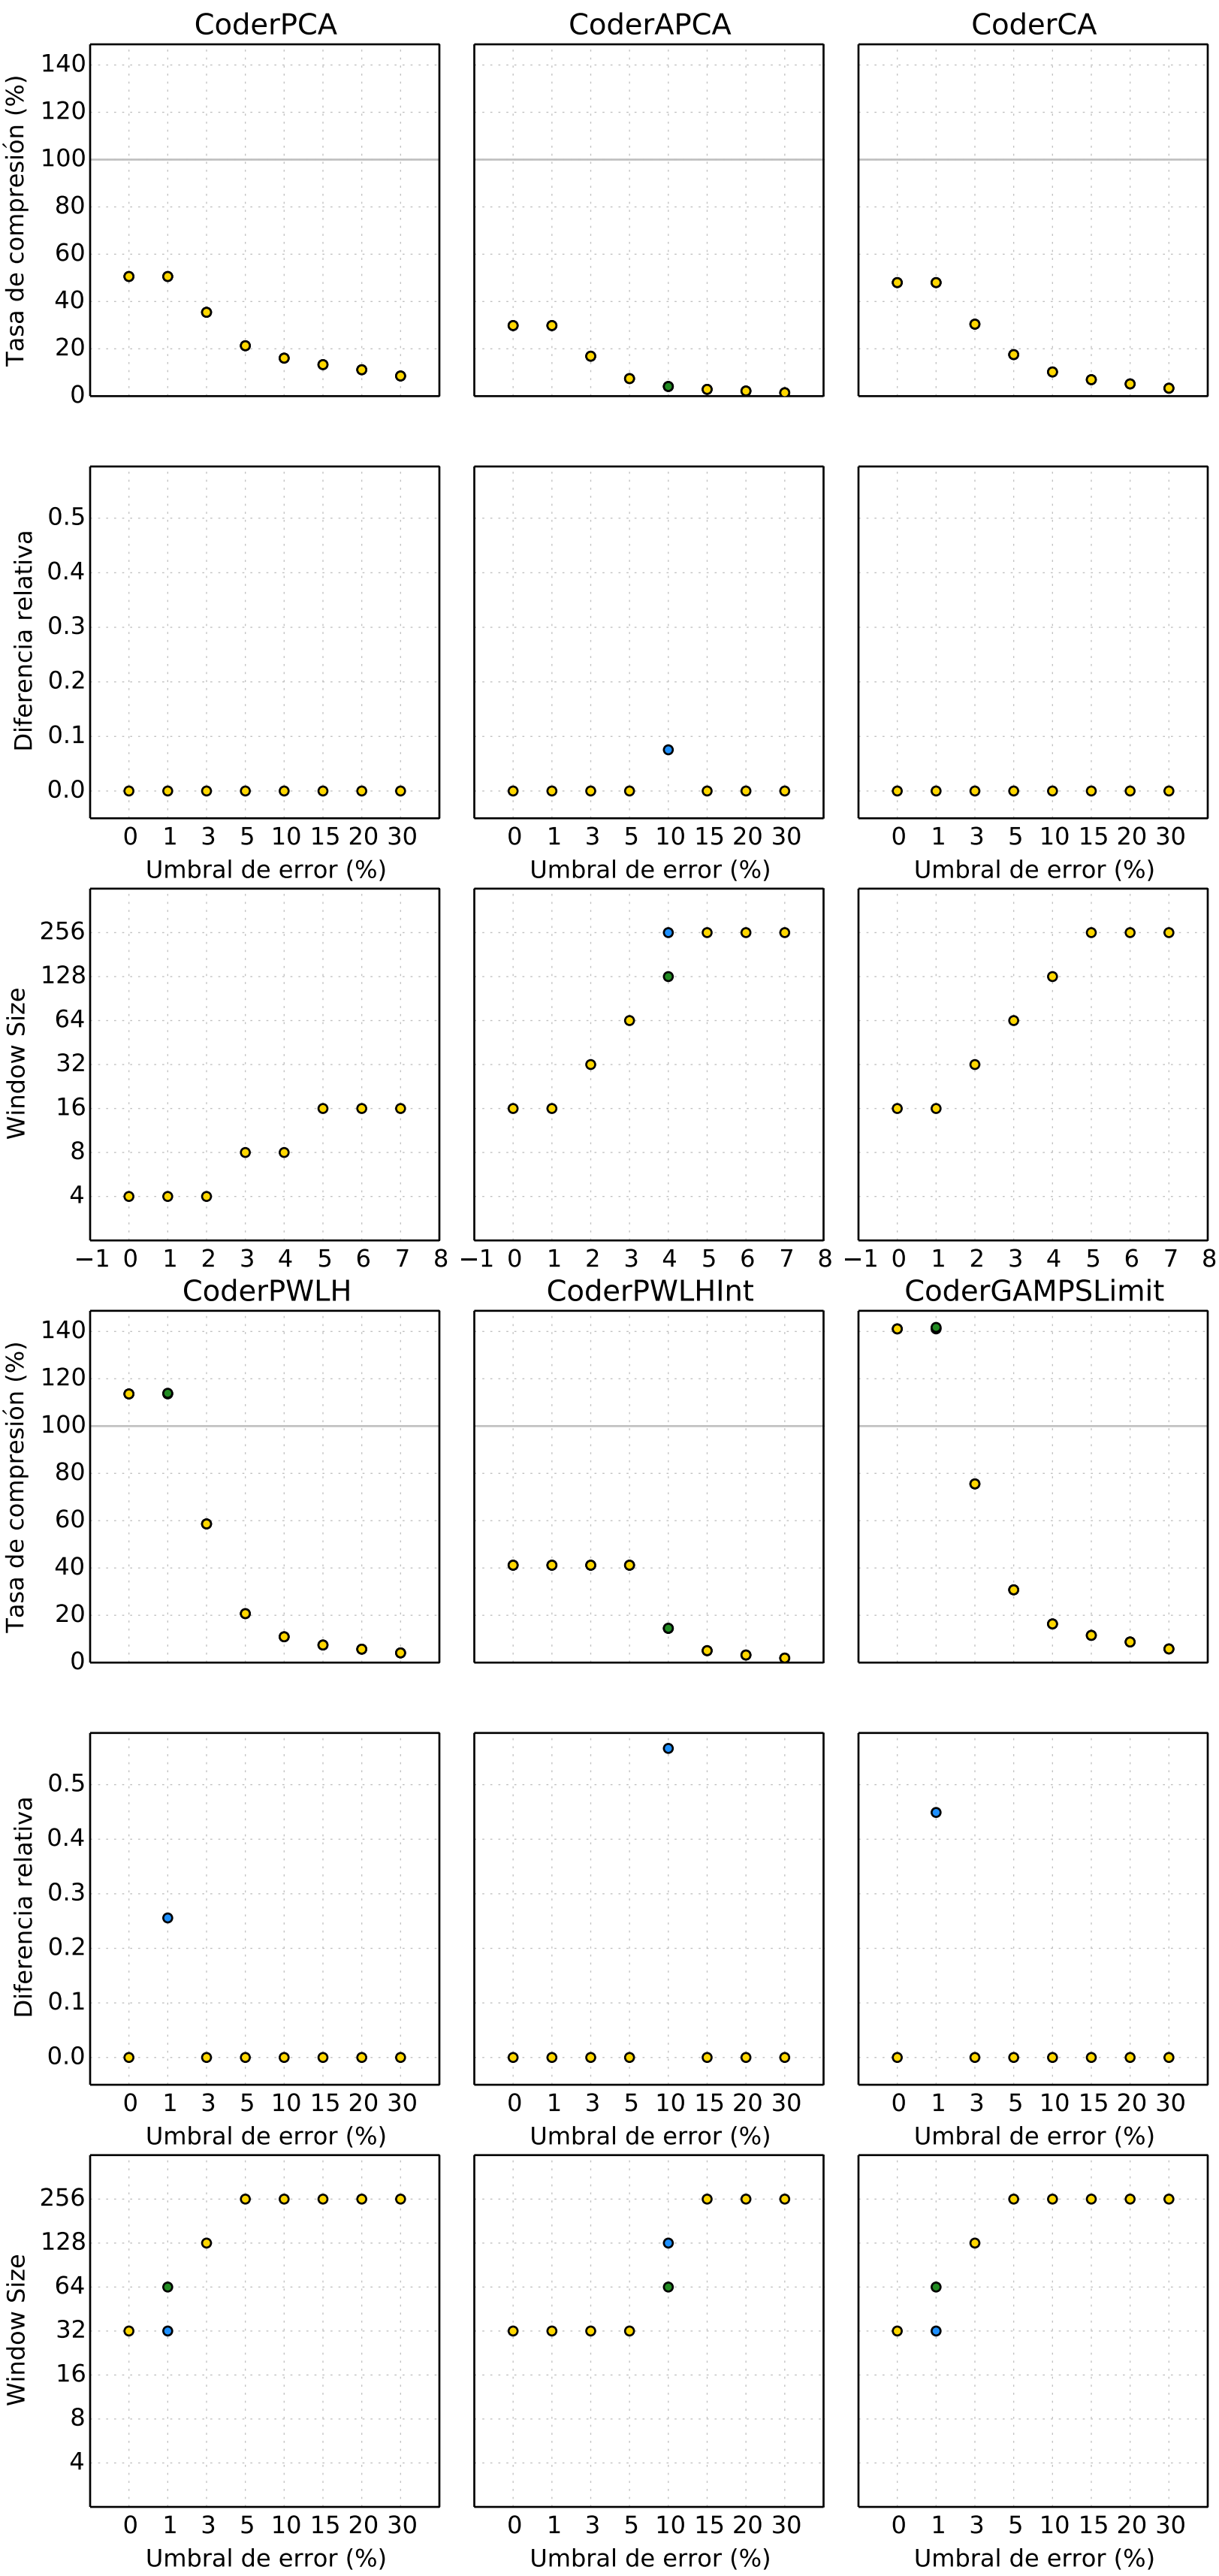 CoderPCA CoderAPCA CoderCA
Tasa de compresión (%)
140
120
100
80
60
40
20
0
Diferencia relativa
0.5
0.4
0.3
0.2
0.1
0.0
0 1 3 5 10 15 20 30 0 1 3 5 10 15 20 30 0 1 3 5 10 15 20 30
Umbral de error (%) Umbral de error (%) Umbral de error (%)
Window Size
256
128
64
32
16
8
4
−1 0 1 2 3 4 5 6 7 8 −1 0 1 2 3 4 5 6 7 8 −1 0 1 2 3 4 5 6 7 8
CoderPWLH CoderPWLHInt CoderGAMPSLimit
Tasa de compresión (%)
140
120
100
80
60
40
20
0
Diferencia relativa
0.5
0.4
0.3
0.2
0.1
0.0
0 1 3 5 10 15 20 30 0 1 3 5 10 15 20 30 0 1 3 5 10 15 20 30
Umbral de error (%) Umbral de error (%) Umbral de error (%)
Window Size
256
128
64
32
16
8
4
0 1 3 5 10 15 20 30 0 1 3 5 10 15 20 30 0 1 3 5 10 15 20 30
Umbral de error (%) Umbral de error (%) Umbral de error (%)